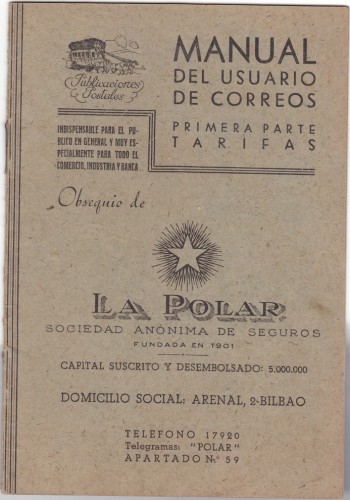 Publicaciones
Postales
MANUAL
DEL USUARIO
DE CORREOS
PRIMERA PARTE
TARIFAS
INDISPENSABLE PARA EL PU-
BLICO EN GENERAL Y MUY ES-
PECIALMENTE PARA TODO EL
COMERCIO, INDUSTRIA Y BANCA
Obsequio de
LA POLAR
SOCIEDAD ANÓNIMA DE SEGUROS
FUNDADA EN 1901
CAPITAL SUSCRITO Y DESEMBOLSADO: 5.000.000
DOMICILIO SOCIAL: ARENAL, 2-BILBAO
TELEFONO 17920
Telegramas: "POLAR"
APARTADO N.º 59